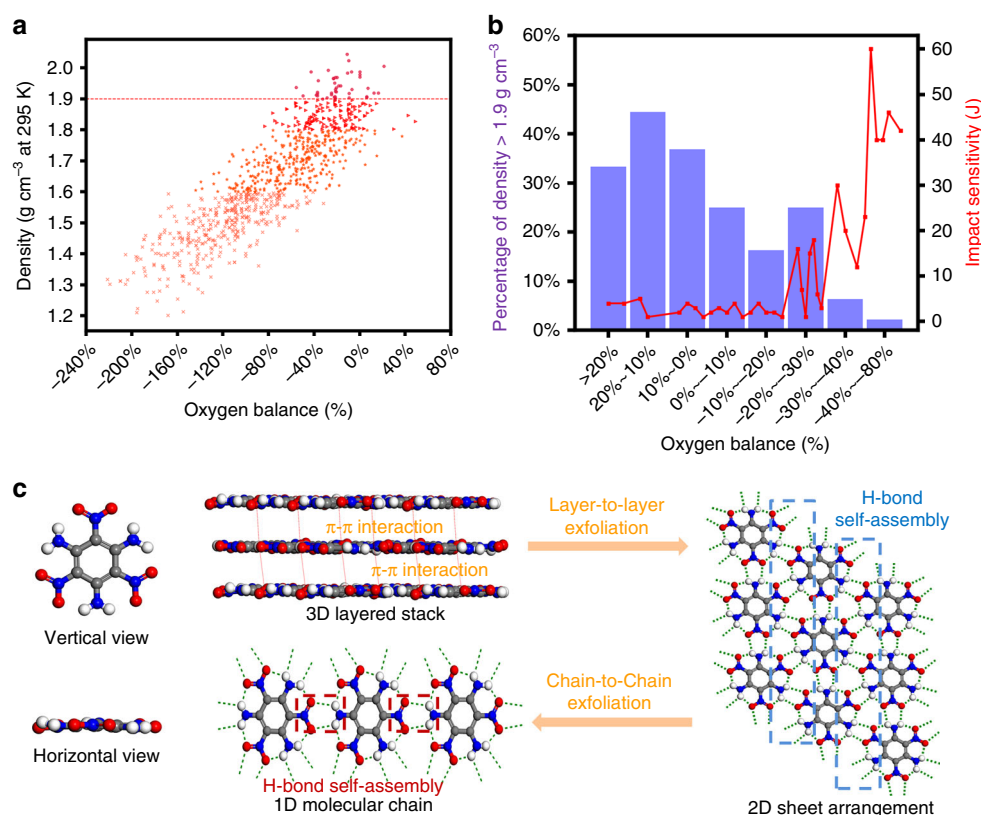 a
Density (g cm⁻³ at 295 K)
2.0
1.9
1.8
1.7
1.6
1.5
1.4
1.3
1.2
–240%
–200%
–160%
–120%
–80%
–40%
0%
40%
80%
Oxygen balance (%)
b
Percentage of density > 1.9 g cm⁻³
60%
50%
40%
30%
20%
10%
0%
60
50
40
30
20
10
0
Impact sensitivity (J)
>20%
20%~10%
10%~0%
0%~–10%
–10%~–20%
–20%~–30%
–30%~–40%
–40%~–80%
Oxygen balance (%)
c
Vertical view
Horizontal view
π-π interaction
π-π interaction
3D layered stack
Layer-to-layer
exfoliation
H-bond
self-assembly
2D sheet arrangement
Chain-to-Chain
exfoliation
H-bond self-assembly
1D molecular chain